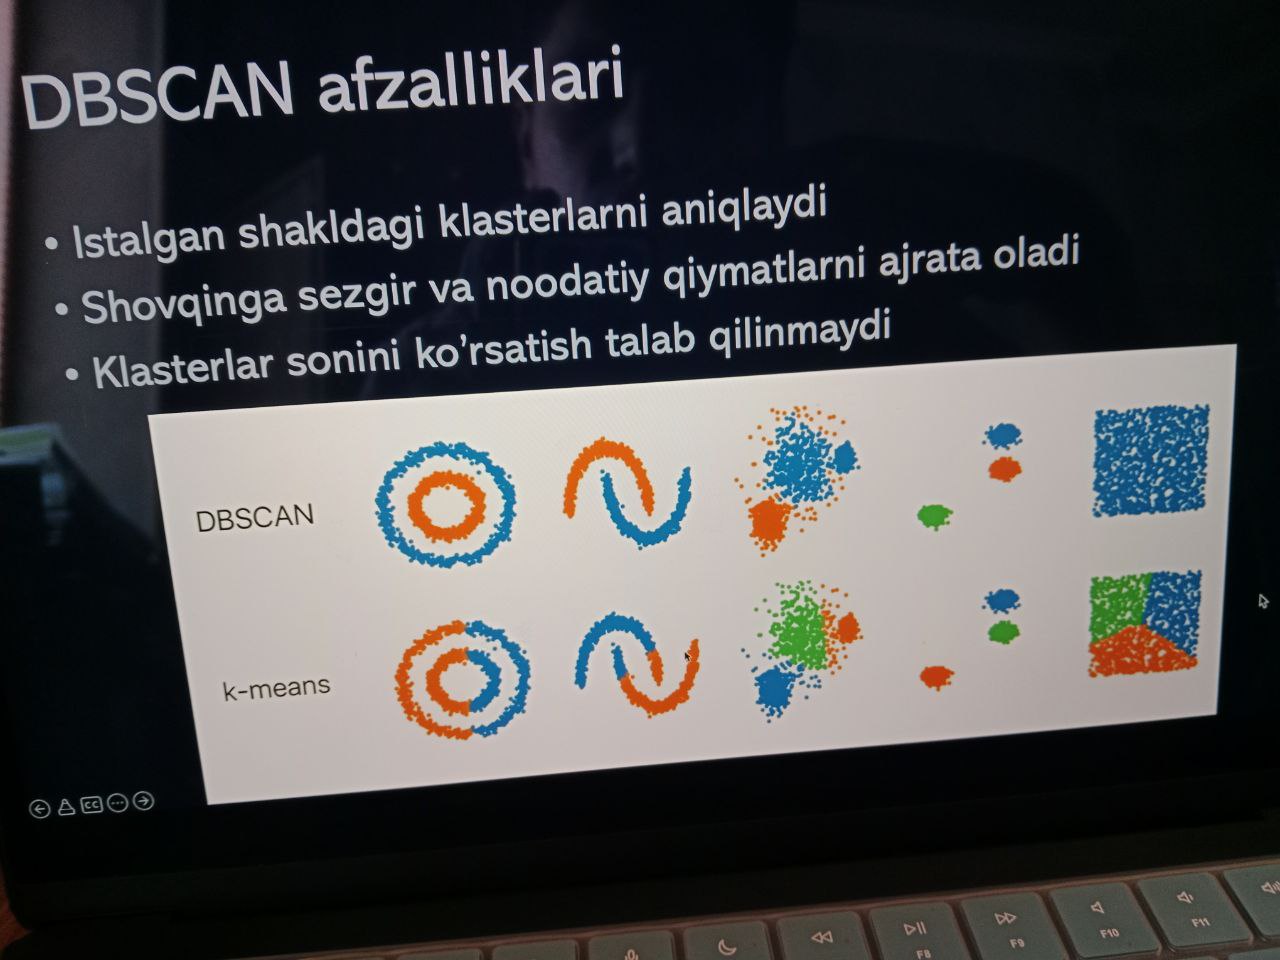 DBSCAN afzalliklari
• Istalgan shakldagi klasterlarni aniqlaydi
• Shovqinga sezgir va noodatiy qiymatlarni ajrata oladi
• Klasterlar sonini ko'rsatish talab qilinmaydi
DBSCAN
k-means
CC
F8
F9
F10
F11